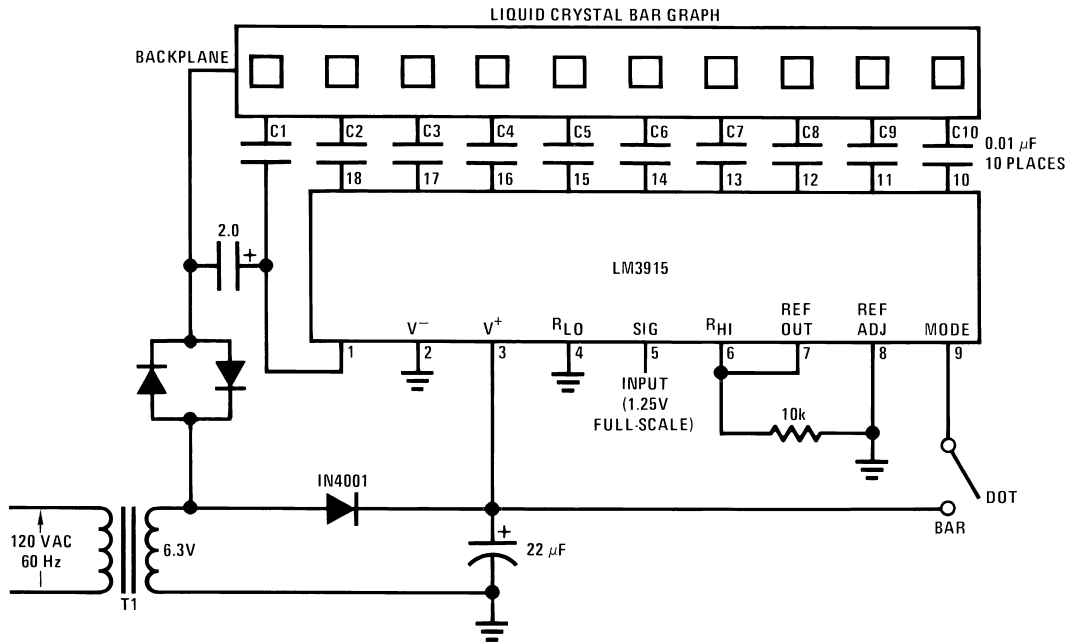 LIQUID CRYSTAL BAR GRAPH
BACKPLANE
C1 C2 C3 C4 C5 C6 C7 C8 C9 C10
0.01 μF
10 PLACES
18 17 16 15 14 13 12 11 10
2.0
+
LM3915
V− V+ RLO SIG RHI REF OUT REF ADJ MODE
1 2 3 4 5 6 7 8 9
INPUT
(1.25V
FULL-SCALE)
10k
DOT
BAR
IN4001
+
22 μF
120 VAC
60 Hz
6.3V
T1